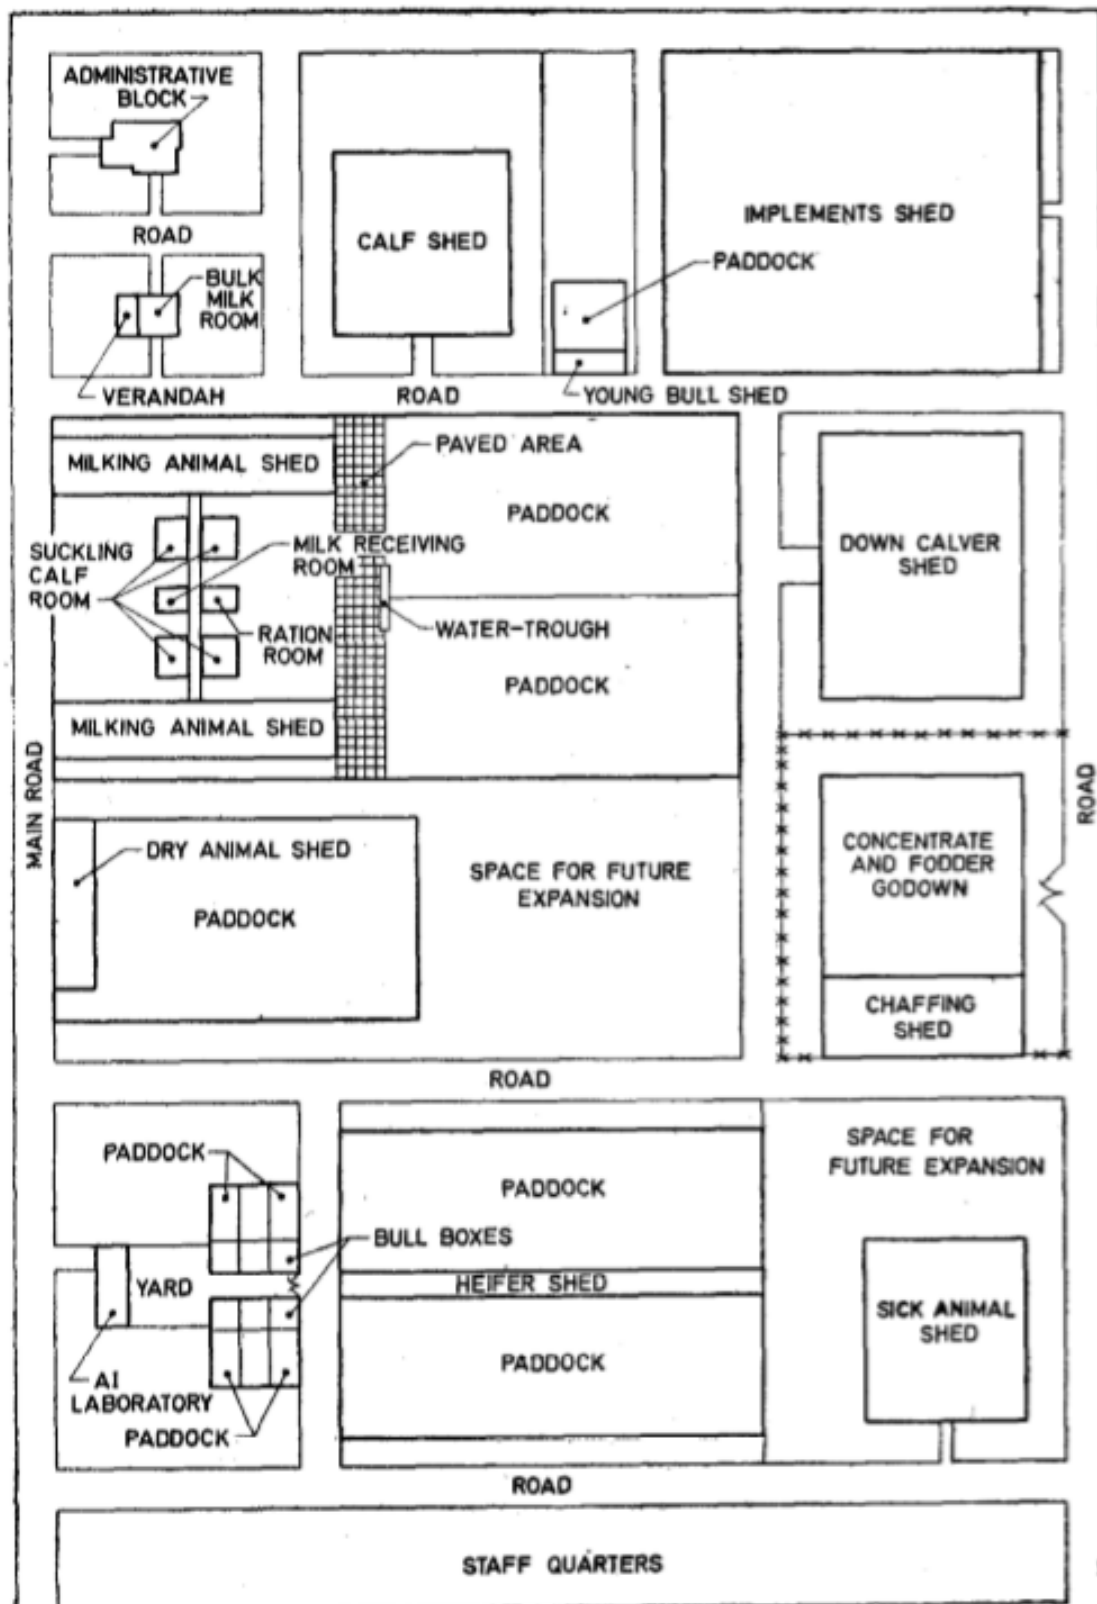 ADMINISTRATIVE
BLOCK
ROAD
BULK
MILK
ROOM
VERANDAH
CALF SHED
ROAD
PADDOCK
YOUNG BULL SHED
IMPLEMENTS SHED
MILKING ANIMAL SHED
PAVED AREA
PADDOCK
SUCKLING
CALF
ROOM
MILK RECEIVING
ROOM
RATION
ROOM
WATER-TROUGH
PADDOCK
MILKING ANIMAL SHED
DOWN CALVER
SHED
MAIN ROAD
ROAD
DRY ANIMAL SHED
PADDOCK
SPACE FOR FUTURE
EXPANSION
CONCENTRATE
AND FODDER
GODOWN
CHAFFING
SHED
ROAD
PADDOCK
BULL BOXES
YARD
AI
LABORATORY
PADDOCK
PADDOCK
HEIFER SHED
PADDOCK
SPACE FOR
FUTURE EXPANSION
SICK ANIMAL
SHED
ROAD
STAFF QUARTERS